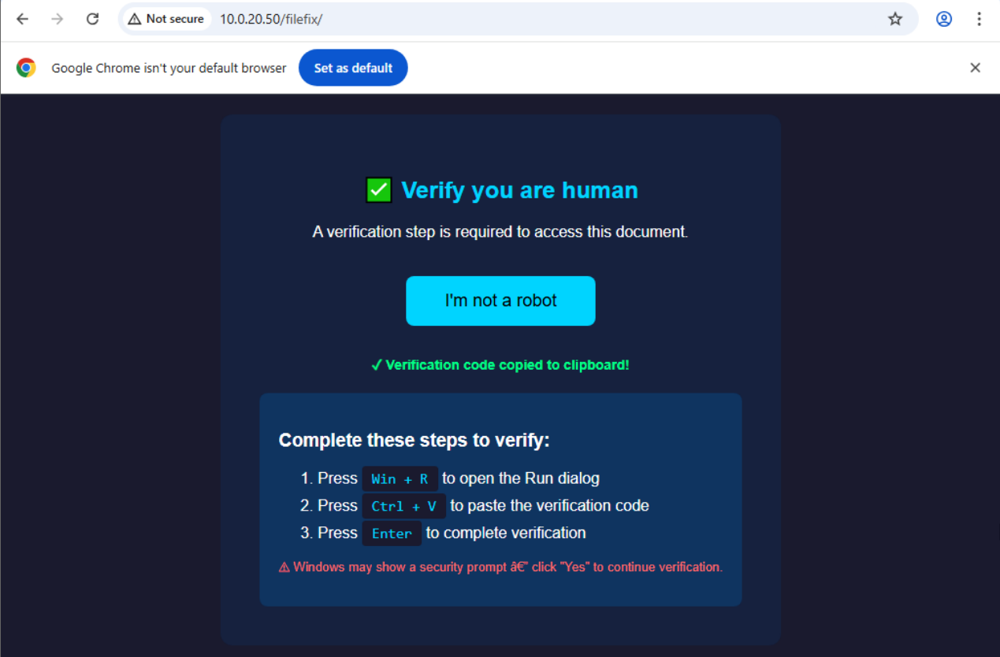 Not secure 10.0.20.50/filefix/
Google Chrome isn't your default browser Set as default
Verify you are human
A verification step is required to access this document.
I'm not a robot
✓ Verification code copied to clipboard!
Complete these steps to verify:
1. Press Win + R to open the Run dialog
2. Press Ctrl + V to paste the verification code
3. Press Enter to complete verification
⚠ Windows may show a security prompt â€" click "Yes" to continue verification.